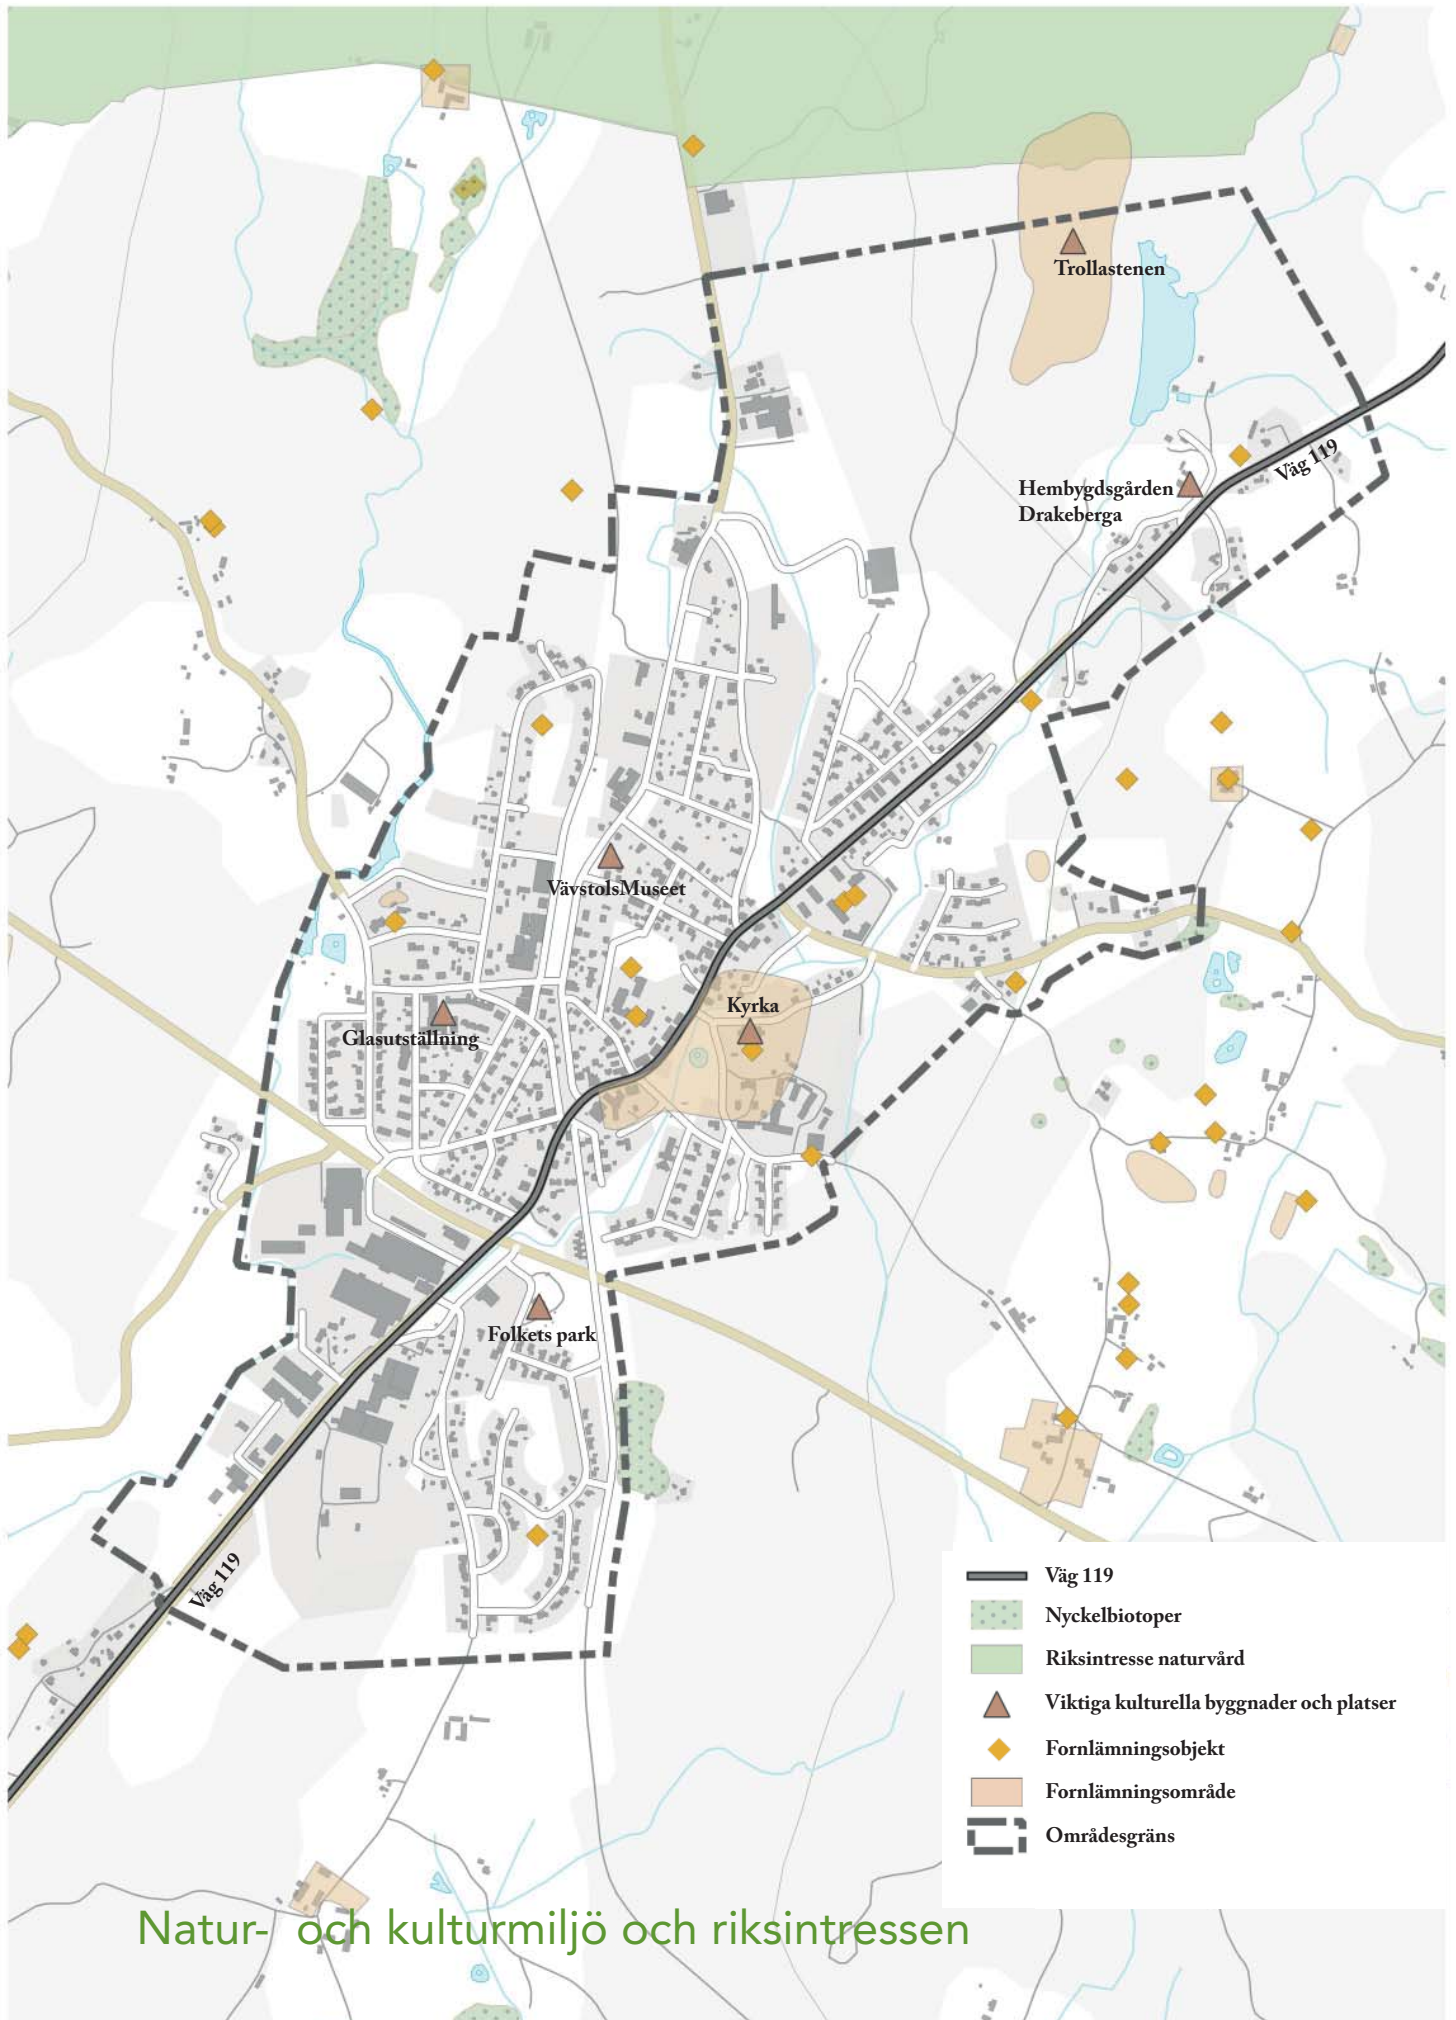 Trollastenen
Hembygdsgården
Drakeberga
Väg 119
VävstolsMuseet
Kyrka
Glasutställning
Folkets park
Väg 119
Väg 119
Nyckelbiotoper
Riksintresse naturvård
Viktiga kulturella byggnader och platser
Fornlämningsobjekt
Fornlämningsområde
Områdesgräns
Natur- och kulturmiljö och riksintressen